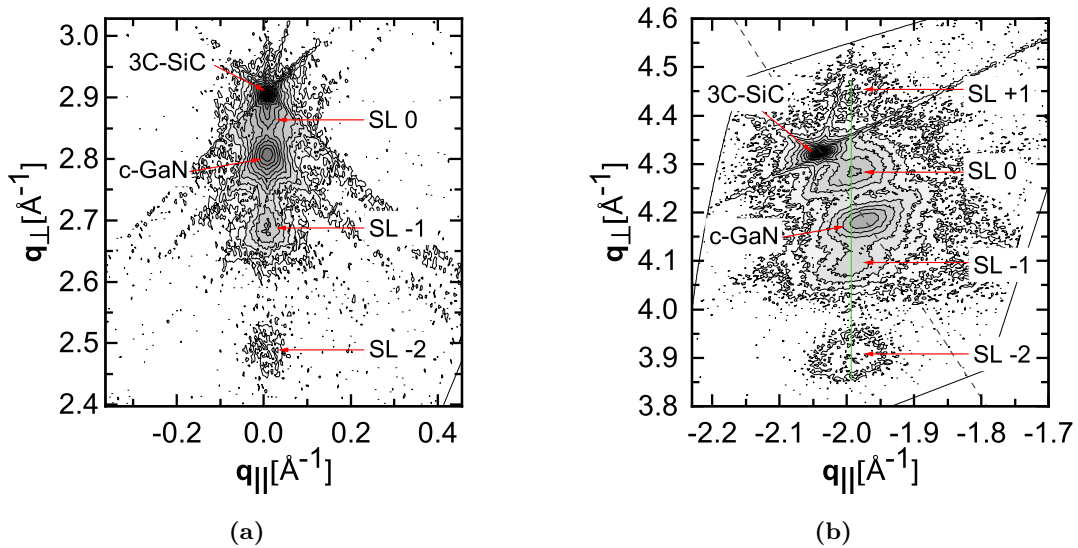 3.0
2.9
2.8
2.7
2.6
2.5
2.4
q⊥[Å⁻¹]
3C-SiC
SL 0
c-GaN
SL -1
SL -2
-0.2 0.0 0.2 0.4
q||[Å⁻¹]
(a)
4.6
4.5
4.4
4.3
4.2
4.1
4.0
3.9
3.8
q⊥[Å⁻¹]
SL +1
3C-SiC
SL 0
c-GaN
SL -1
SL -2
-2.2 -2.1 -2.0 -1.9 -1.8 -1.7
q||[Å⁻¹]
(b)